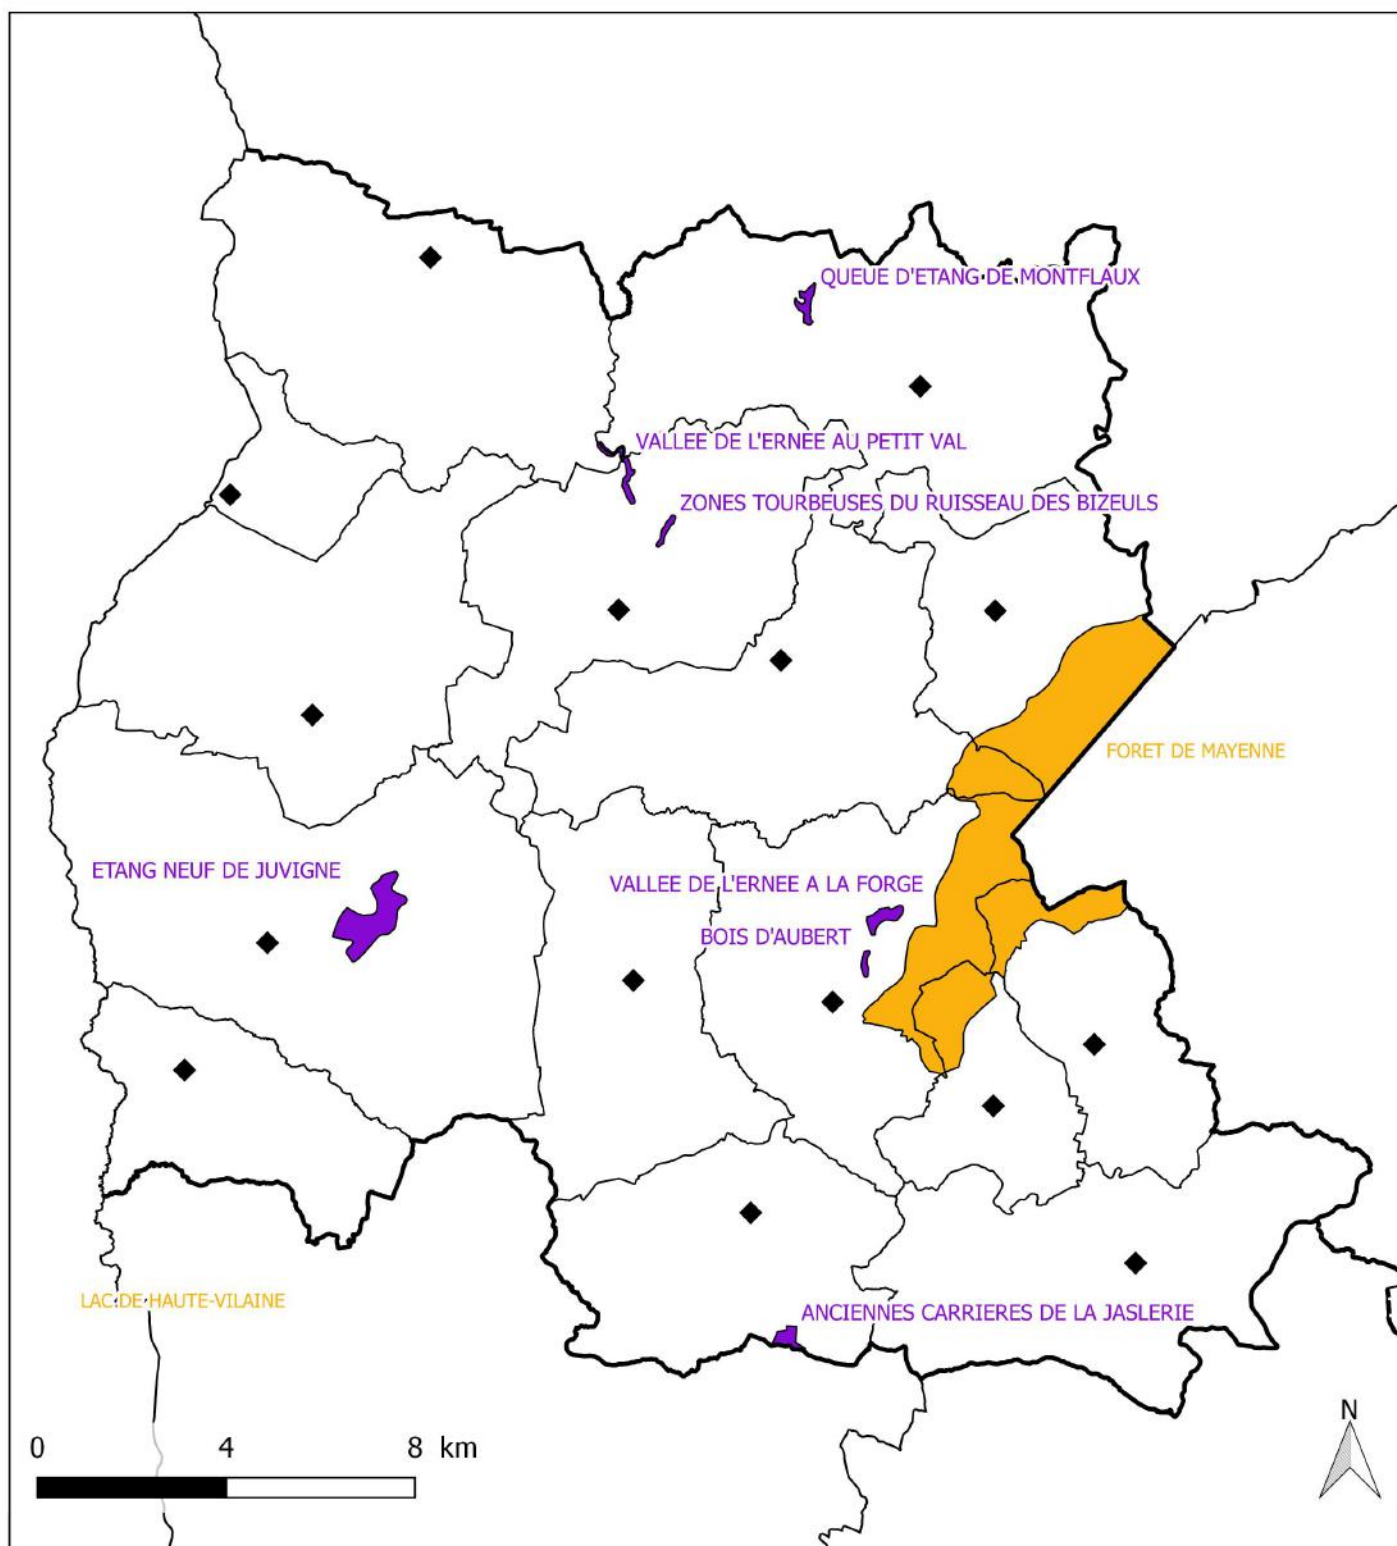 QUEUE D'ETANG DE MONTFLAUX
VALLEE DE L'ERNEE AU PETIT VAL
ZONES TOURBEUSES DU RUISSEAU DES BIZEULS
FORET DE MAYENNE
ETANG NEUF DE JUVIGNE
VALLEE DE L'ERNEE A LA FORGE
BOIS D'AUBERT
LAC DE HAUTE-VILAINE
ANCIENNES CARRIERES DE LA JASLERIE
N
0 4 8 km